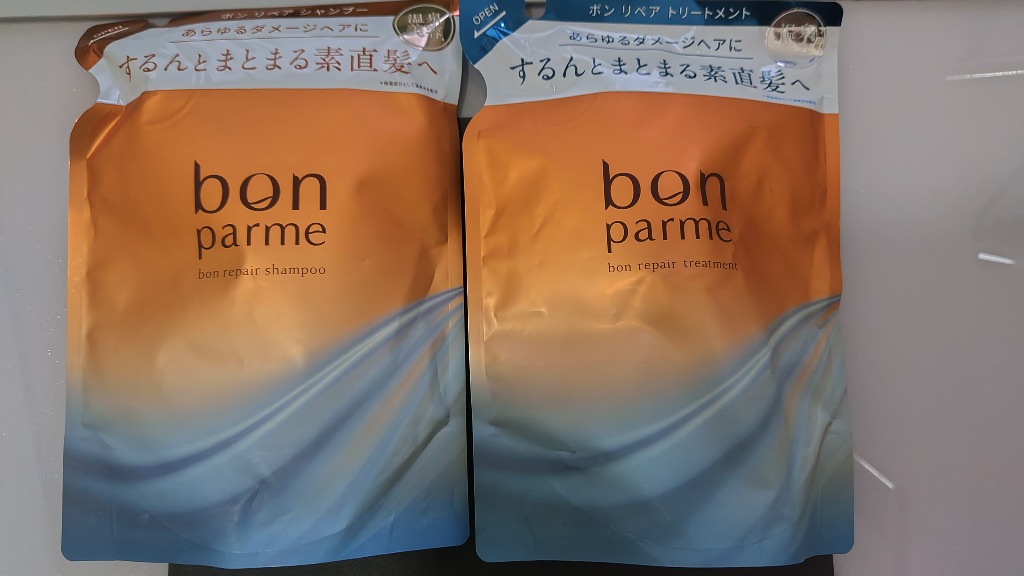 OPEN
ボン リペア シャンプー
あらゆるダメージヘアに
するんとまとまる素直髪へ
bon
parme
bon repair shampoo
OPEN
ボン リペア トリートメント
あらゆるダメージヘアに
するんとまとまる素直髪へ
bon
parme
bon repair treatment